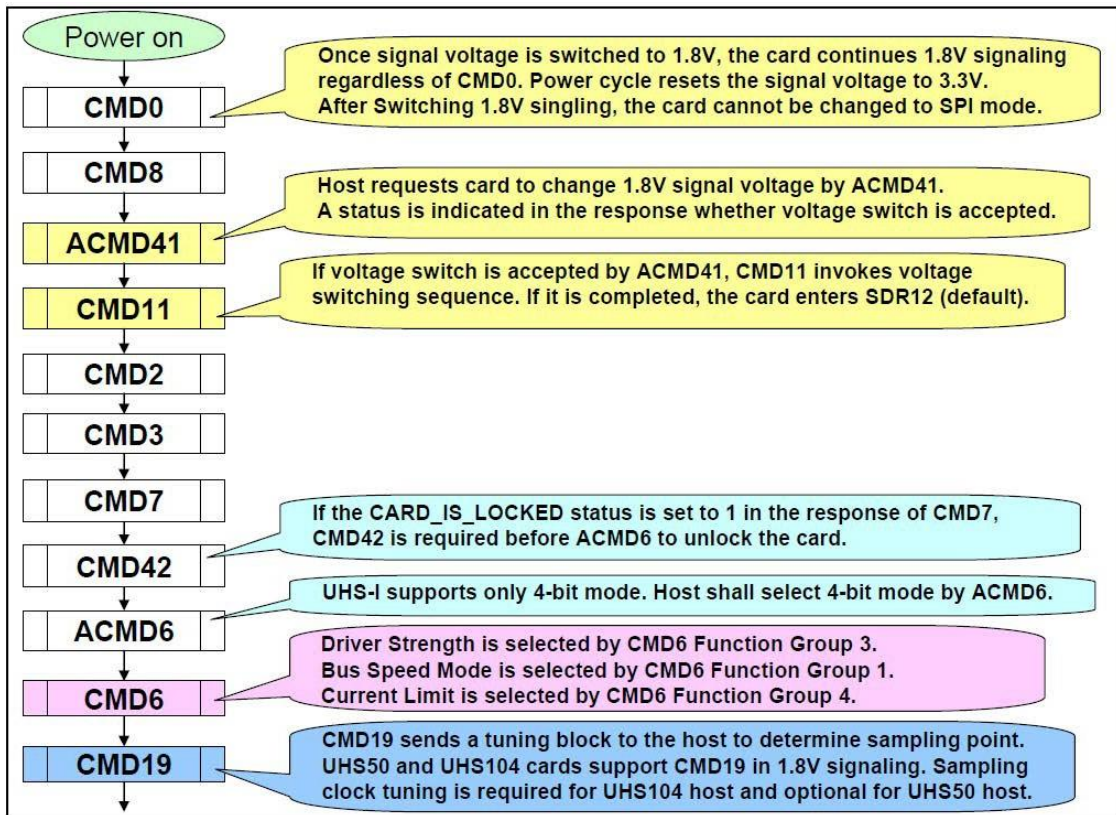 Power on
Once signal voltage is switched to 1.8V, the card continues 1.8V signaling
regardless of CMD0. Power cycle resets the signal voltage to 3.3V.
After Switching 1.8V singling, the card cannot be changed to SPI mode.
CMD0
CMD8
Host requests card to change 1.8V signal voltage by ACMD41.
A status is indicated in the response whether voltage switch is accepted.
ACMD41
If voltage switch is accepted by ACMD41, CMD11 invokes voltage
switching sequence. If it is completed, the card enters SDR12 (default).
CMD11
CMD2
CMD3
CMD7
If the CARD_IS_LOCKED status is set to 1 in the response of CMD7,
CMD42 is required before ACMD6 to unlock the card.
CMD42
UHS-I supports only 4-bit mode. Host shall select 4-bit mode by ACMD6.
ACMD6
Driver Strength is selected by CMD6 Function Group 3.
Bus Speed Mode is selected by CMD6 Function Group 1.
Current Limit is selected by CMD6 Function Group 4.
CMD6
CMD19 sends a tuning block to the host to determine sampling point.
UHS50 and UHS104 cards support CMD19 in 1.8V signaling. Sampling
clock tuning is required for UHS104 host and optional for UHS50 host.
CMD19